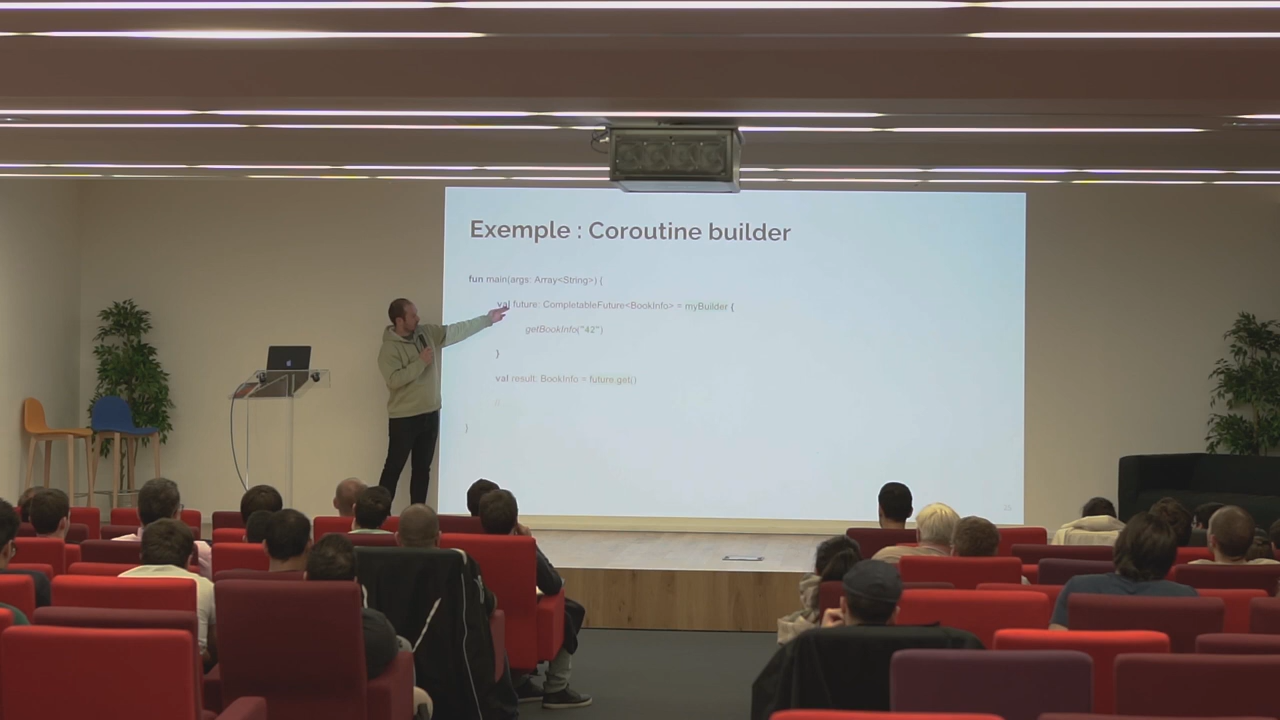 Exemple : Coroutine builder
fun main(args: Array<String>) {
val future: CompletableFuture<BookInfo> = myBuilder {
getBookInfo("42")
}
val result: BookInfo = future.get()
}